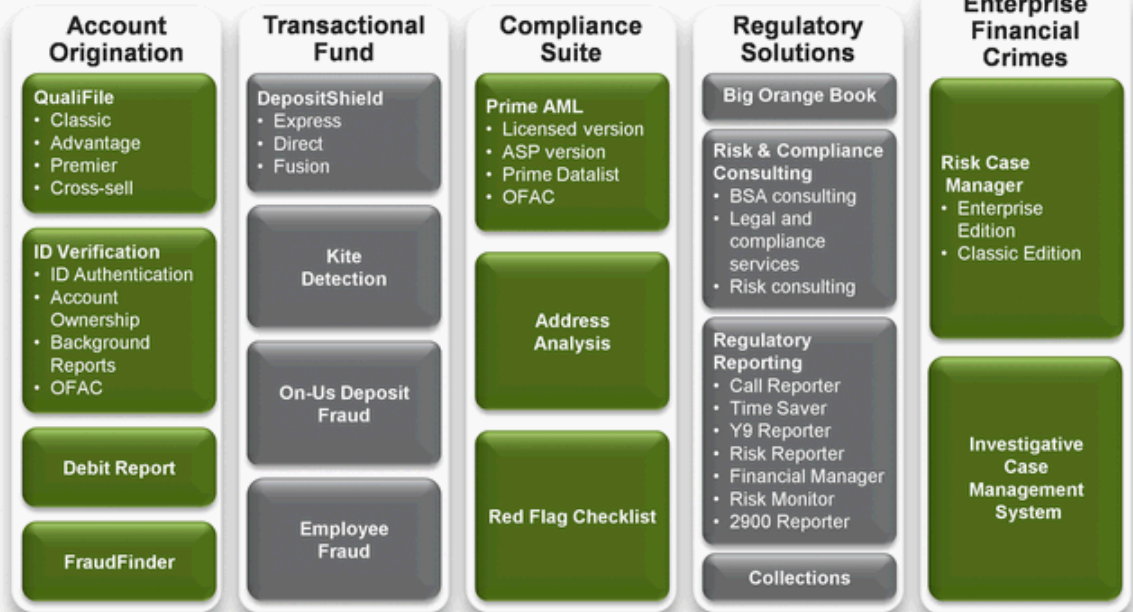 Account
Origination
QualiFile
• Classic
• Advantage
• Premier
• Cross-sell
ID Verification
• ID Authentication
• Account
Ownership
• Background
Reports
• OFAC
Debit Report
FraudFinder
Transactional
Fund
DepositShield
• Express
• Direct
• Fusion
Kite
Detection
On-Us Deposit
Fraud
Employee
Fraud
Compliance
Suite
Prime AML
• Licensed version
• ASP version
• Prime Datalist
• OFAC
Address
Analysis
Red Flag Checklist
Regulatory
Solutions
Big Orange Book
Risk & Compliance
Consulting
• BSA consulting
• Legal and
compliance
services
• Risk consulting
Regulatory
Reporting
• Call Reporter
• Time Saver
• Y9 Reporter
• Risk Reporter
• Financial Manager
• Risk Monitor
• 2900 Reporter
Collections
Enterprise
Financial
Crimes
Risk Case
Manager
• Enterprise
Edition
• Classic Edition
Investigative
Case
Management
System